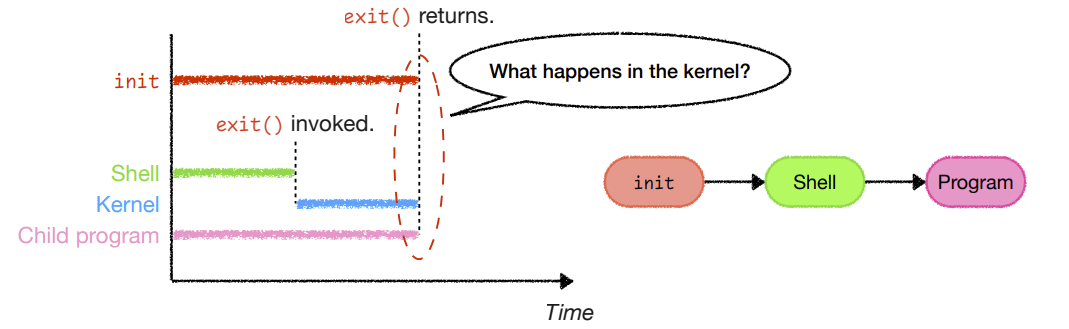 exit() returns.
What happens in the kernel?
init
exit() invoked.
Shell
Kernel
Child program
init
Shell
Program
Time